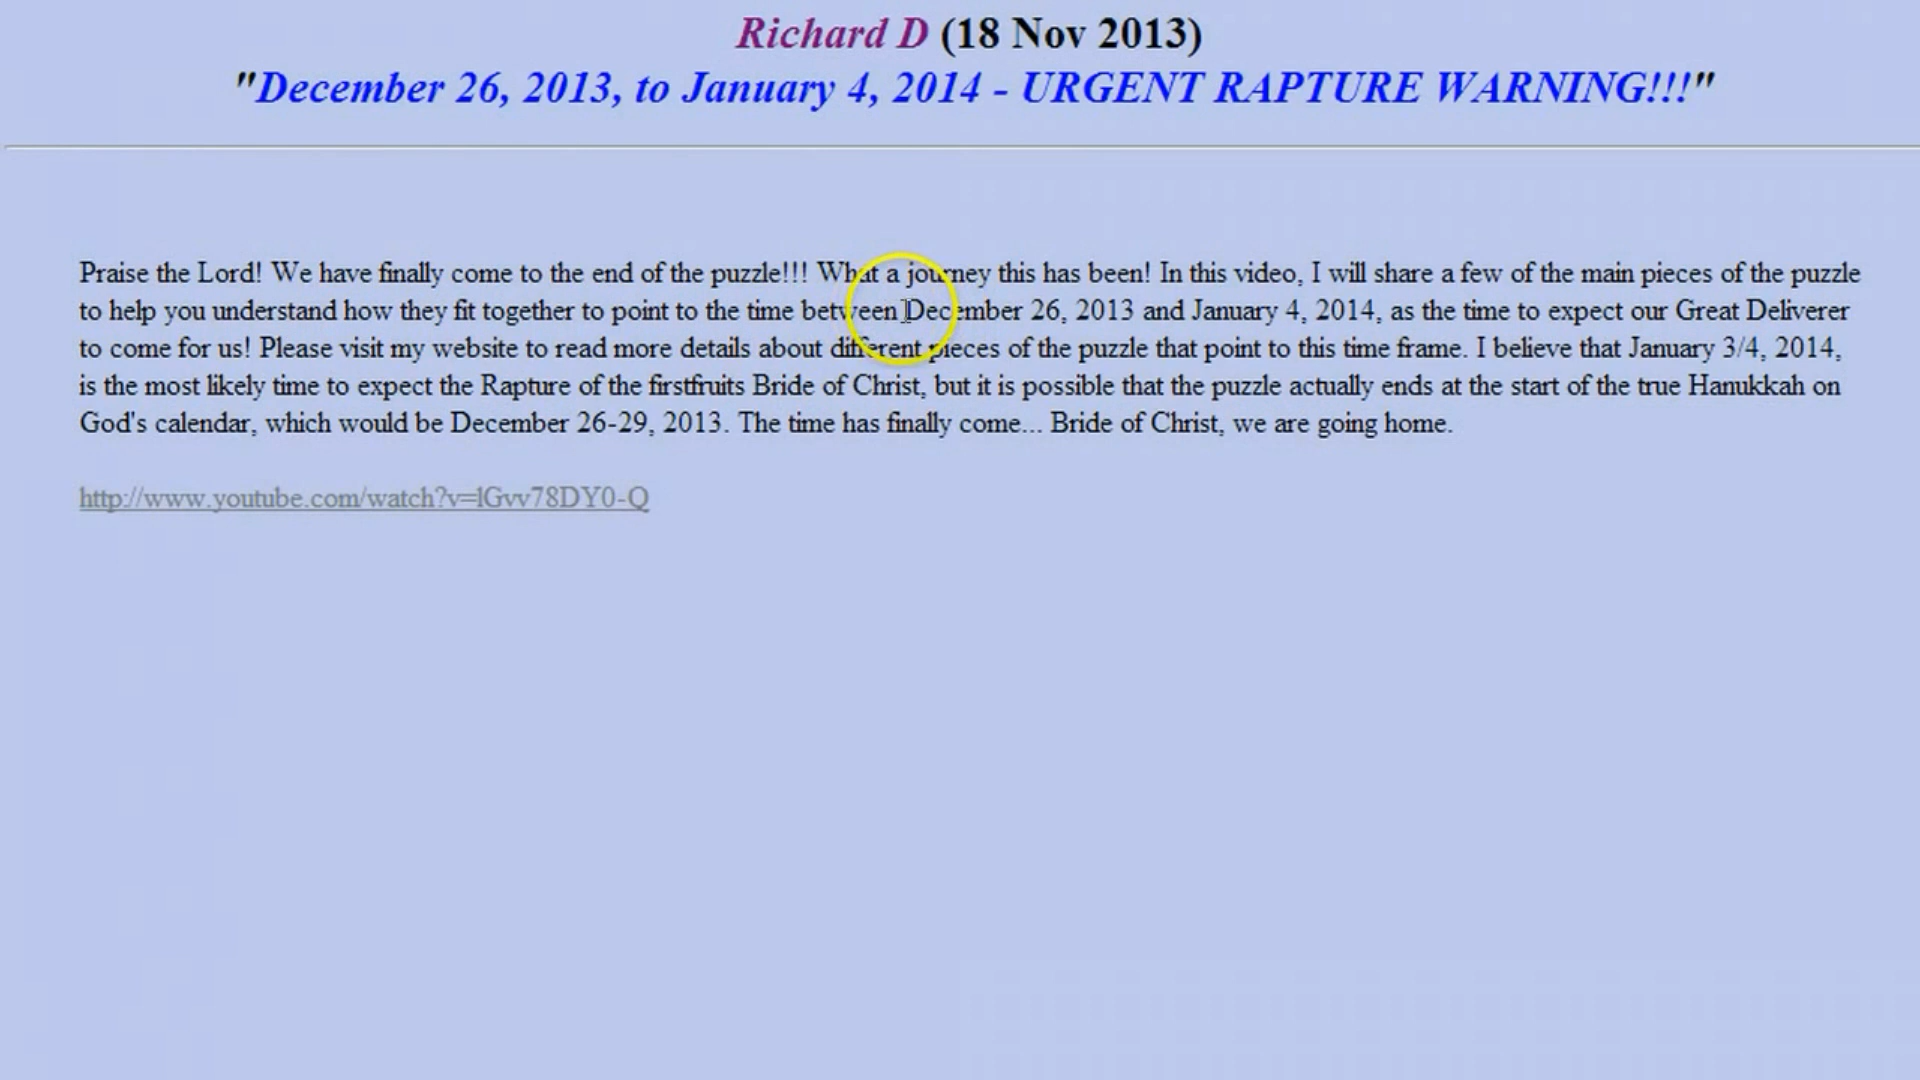 Richard D (18 Nov 2013)
"December 26, 2013, to January 4, 2014 - URGENT RAPTURE WARNING!!!"
Praise the Lord! We have finally come to the end of the puzzle!!! What a journey this has been! In this video, I will share a few of the main pieces of the puzzle
to help you understand how they fit together to point to the time between December 26, 2013 and January 4, 2014, as the time to expect our Great Deliverer
to come for us! Please visit my website to read more details about different pieces of the puzzle that point to this time frame. I believe that January 3/4, 2014,
is the most likely time to expect the Rapture of the firstfruits Bride of Christ, but it is possible that the puzzle actually ends at the start of the true Hanukkah on
God's calendar, which would be December 26-29, 2013. The time has finally come... Bride of Christ, we are going home.
http://www.youtube.com/watch?v=lGvv78DY0-Q